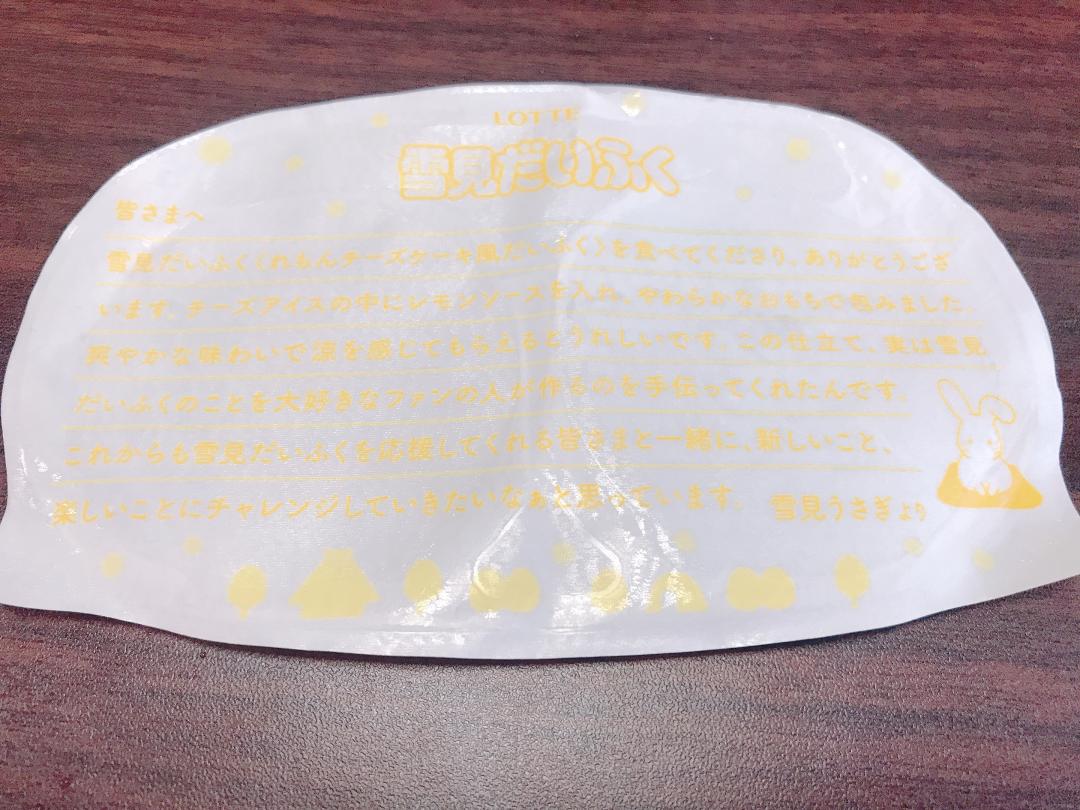 LOTTE
雪見だいふく
皆さまへ
雪見だいふく〈れもんチーズケーキ風だいふく〉を食べてくださり、ありがとうござ
います。チーズアイスの中にレモンソースを入れ、やわらかなおもちで包みました。
爽やかな味わいで涼を感じてもらえるとうれしいです。この仕立て、実は雪見
だいふくのことを大好きなファンの人が作るのを手伝ってくれたんです。
これからも雪見だいふくを応援してくれる皆さまと一緒に、新しいこと、
楽しいことにチャレンジしていきたいなぁと思っています。 雪見うさぎより